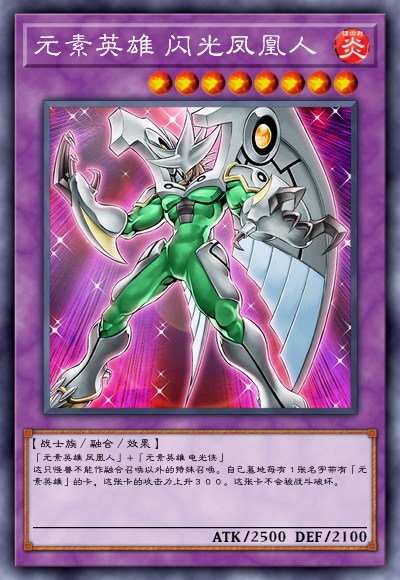 元素英雄 闪光凤凰人
炎
ほのお
【战士族／融合／效果】
「元素英雄 凤凰人」＋「元素英雄 电光侠」
这只怪兽不能作融合召唤以外的特殊召唤。自己墓地每有１张名字带有「元
素英雄」的卡，这张卡的攻击力上升３００。这张卡不会被战斗破坏。
ATK/2500 DEF/2100